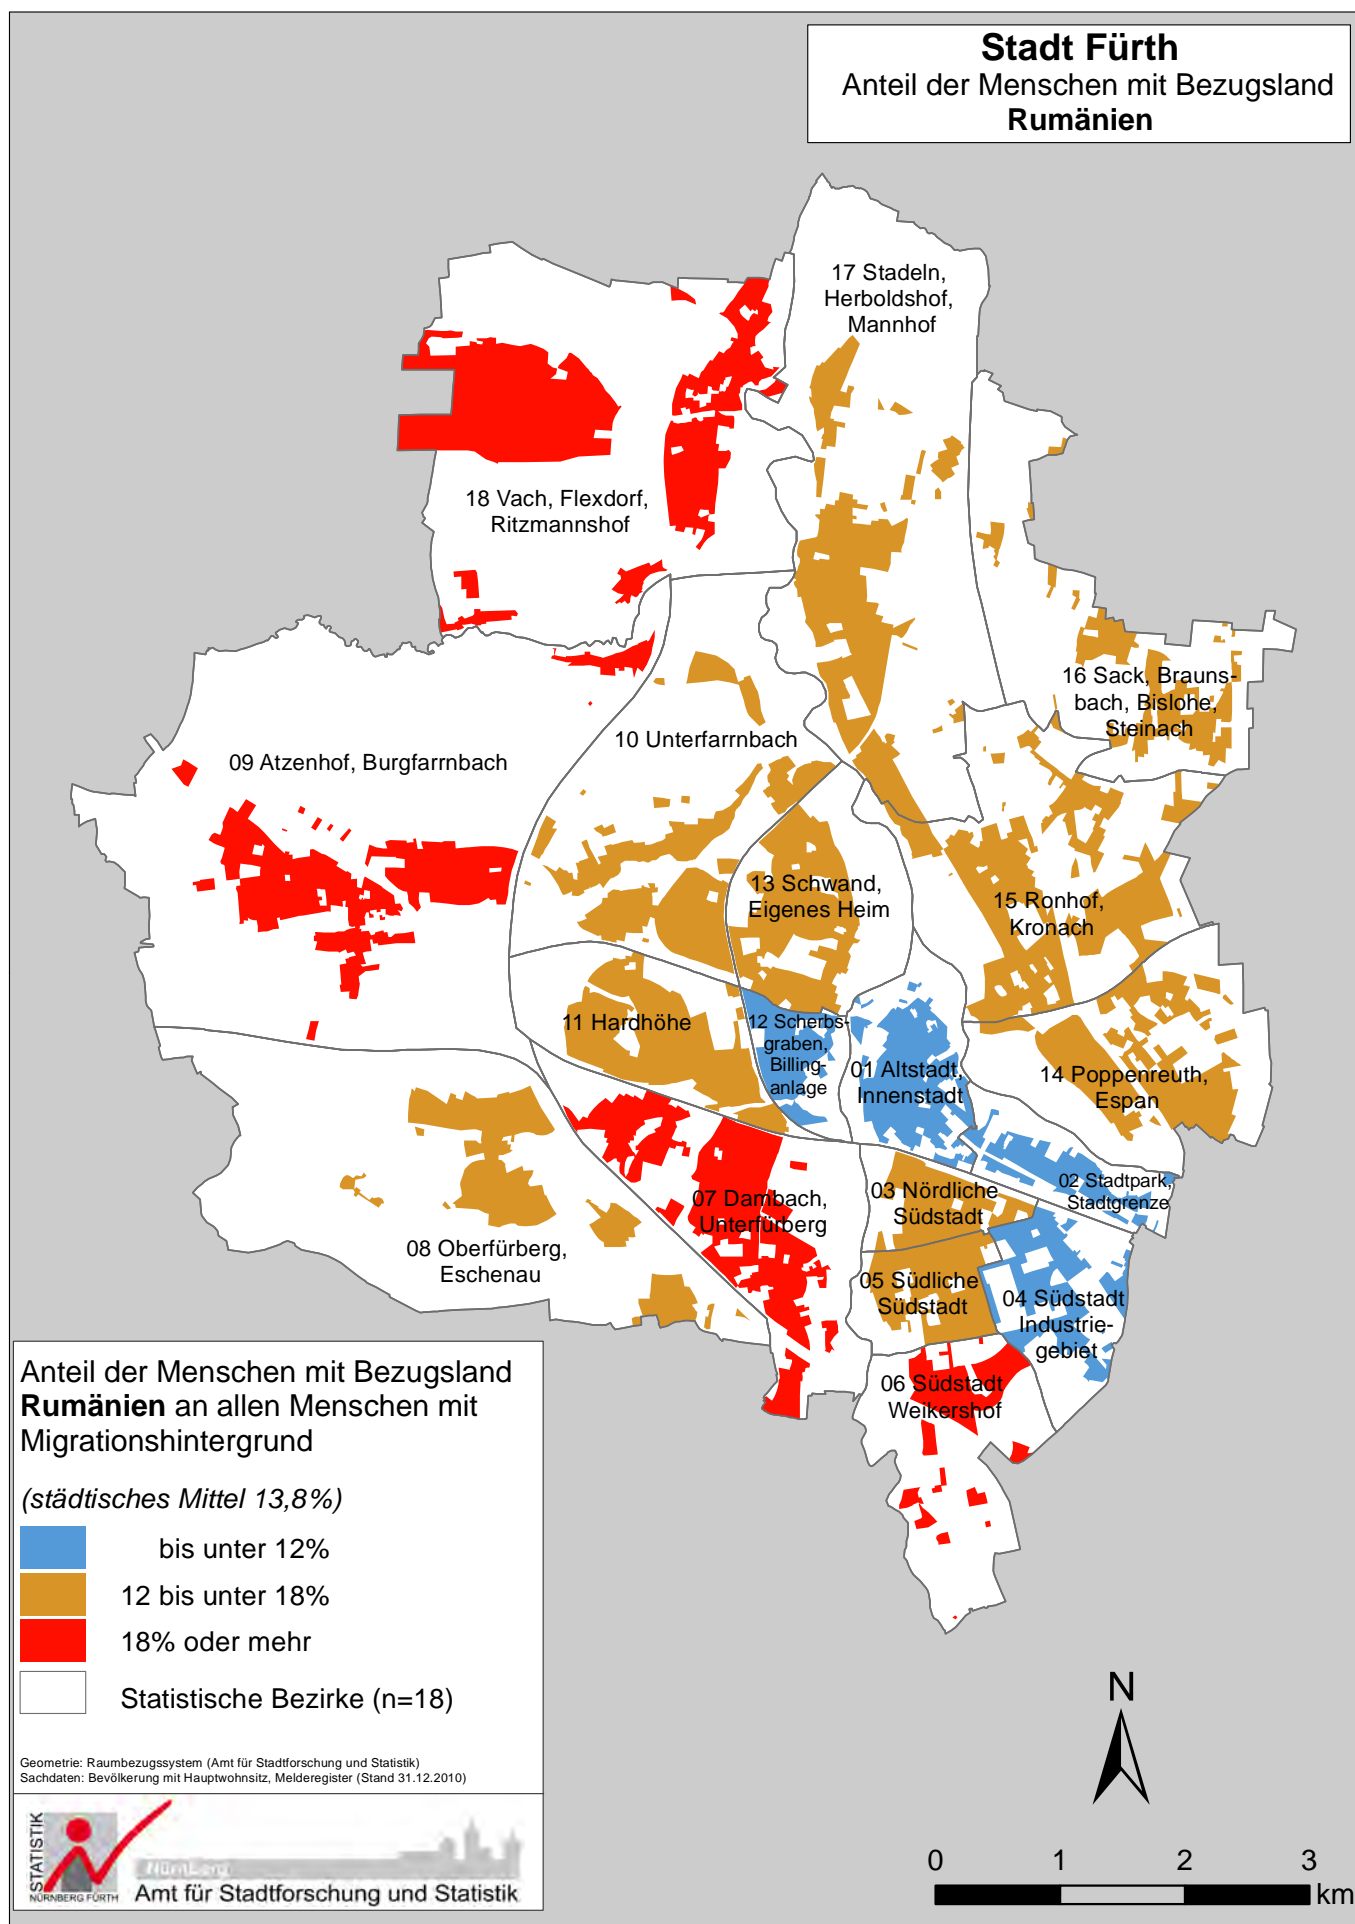 Stadt Fürth
Anteil der Menschen mit Bezugsland
Rumänien
17 Stadeln,
Herboldshof,
Mannhof
18 Vach, Flexdorf,
Ritzmannshof
16 Sack, Brauns-
bach, Bislohe,
Steinach
10 Unterfarrnbach
09 Atzenhof, Burgfarrnbach
13 Schwand,
Eigenes Heim
15 Ronhof,
Kronach
11 Hardhöhe
12 Scherbs-
graben,
Billing-
anlage
01 Altstadt,
Innenstadt
14 Poppenreuth,
Espan
02 Stadtpark,
Stadtgrenze
03 Nördliche
Südstadt
07 Dambach,
Unterfürberg
08 Oberfürberg,
Eschenau
05 Südliche
Südstadt
04 Südstadt
Industrie-
gebiet
06 Südstadt
Weikershof
Anteil der Menschen mit Bezugsland
Rumänien an allen Menschen mit
Migrationshintergrund
(städtisches Mittel 13,8%)
bis unter 12%
12 bis unter 18%
18% oder mehr
Statistische Bezirke (n=18)
Geometrie: Raumbezugssystem (Amt für Stadtforschung und Statistik)
Sachdaten: Bevölkerung mit Hauptwohnsitz, Melderegister (Stand 31.12.2010)
STATISTIK
NÜRNBERG FÜRTH
Nürnberg
Amt für Stadtforschung und Statistik
N
0 1 2 3
km